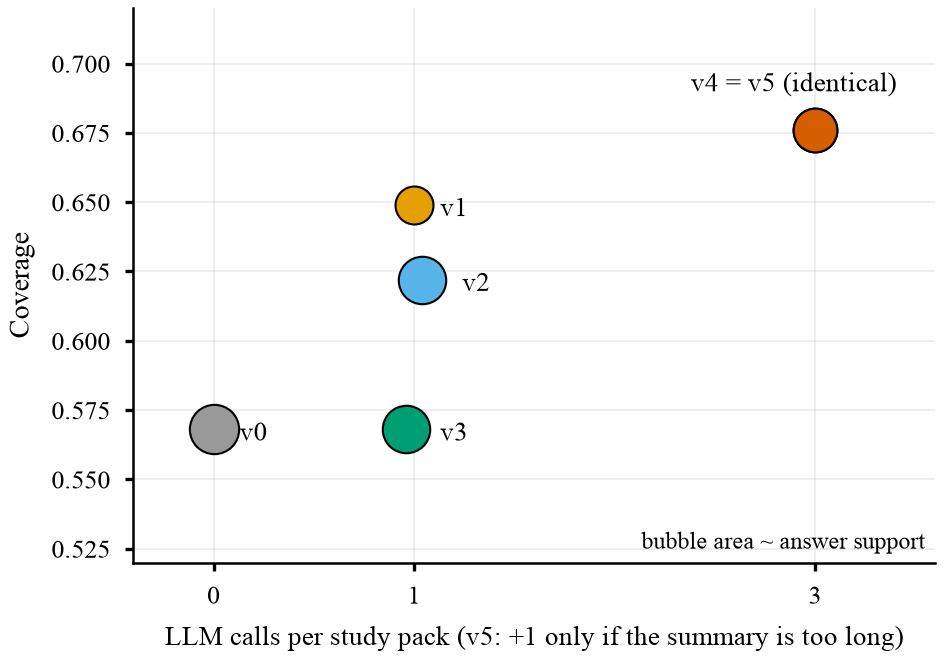 0.700
v4 = v5 (identical)
0.675
0.650
v1
0.625
v2
Coverage
0.600
0.575
v0
v3
0.550
0.525
bubble area ~ answer support
0
1
3
LLM calls per study pack (v5: +1 only if the summary is too long)